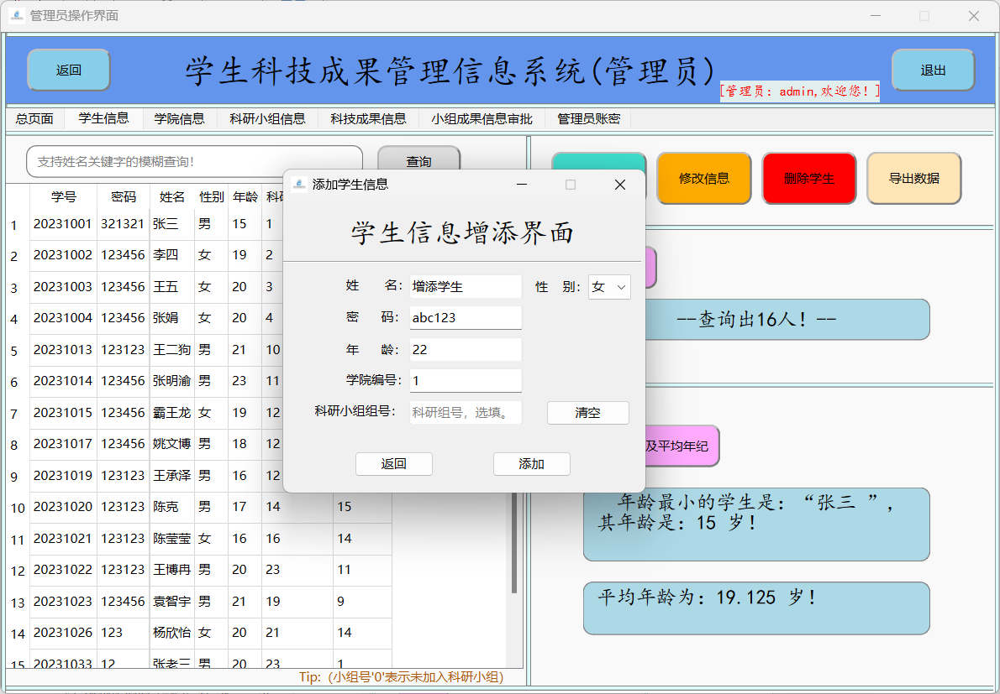 管理员操作界面
返回
学生科技成果管理信息系统(管理员)
[管理员: admin,欢迎您! ]
退出
总页面 学生信息 学院信息 科研小组信息 科技成果信息 小组成果信息审批 管理员账密
支持姓名关键字的模糊查询!
查询
修改信息
删除学生
导出数据
学号 密码 姓名 性别 年龄
1 20231001 321321 张三 男 15 1
2 20231002 123456 李四 女 19 2
3 20231003 123456 王五 女 20 3
4 20231004 123456 张娟 女 20 4
5 20231013 123123 王二狗 男 21 10
6 20231014 123456 张明渝 男 23 11
7 20231015 123456 霸王龙 女 19 12
8 20231017 123456 姚文博 男 18 12
9 20231019 123123 王承泽 男 16 12
10 20231020 123123 陈克 男 17 14 15
11 20231021 123123 陈莹莹 女 16 16 14
12 20231022 123123 王博冉 男 20 23 11
13 20231023 123456 袁智宇 男 21 19 9
14 20231026 123 杨欣怡 女 20 21 14
15 20231033 12 张老三 男 20 23 1
Tip:（小组号'0'表示未加入科研小组）
添加学生信息
学生信息增添界面
姓 名: 增添学生 性 别: 女
密 码: abc123
年 龄: 22
学院编号: 1
科研小组组号: 科研组号，选填。
清空
返回
添加
--查询出16人! --
及平均年纪
年龄最小的学生是: “张三 ”,
其年龄是: 15 岁!
平均年龄为: 19.125 岁!